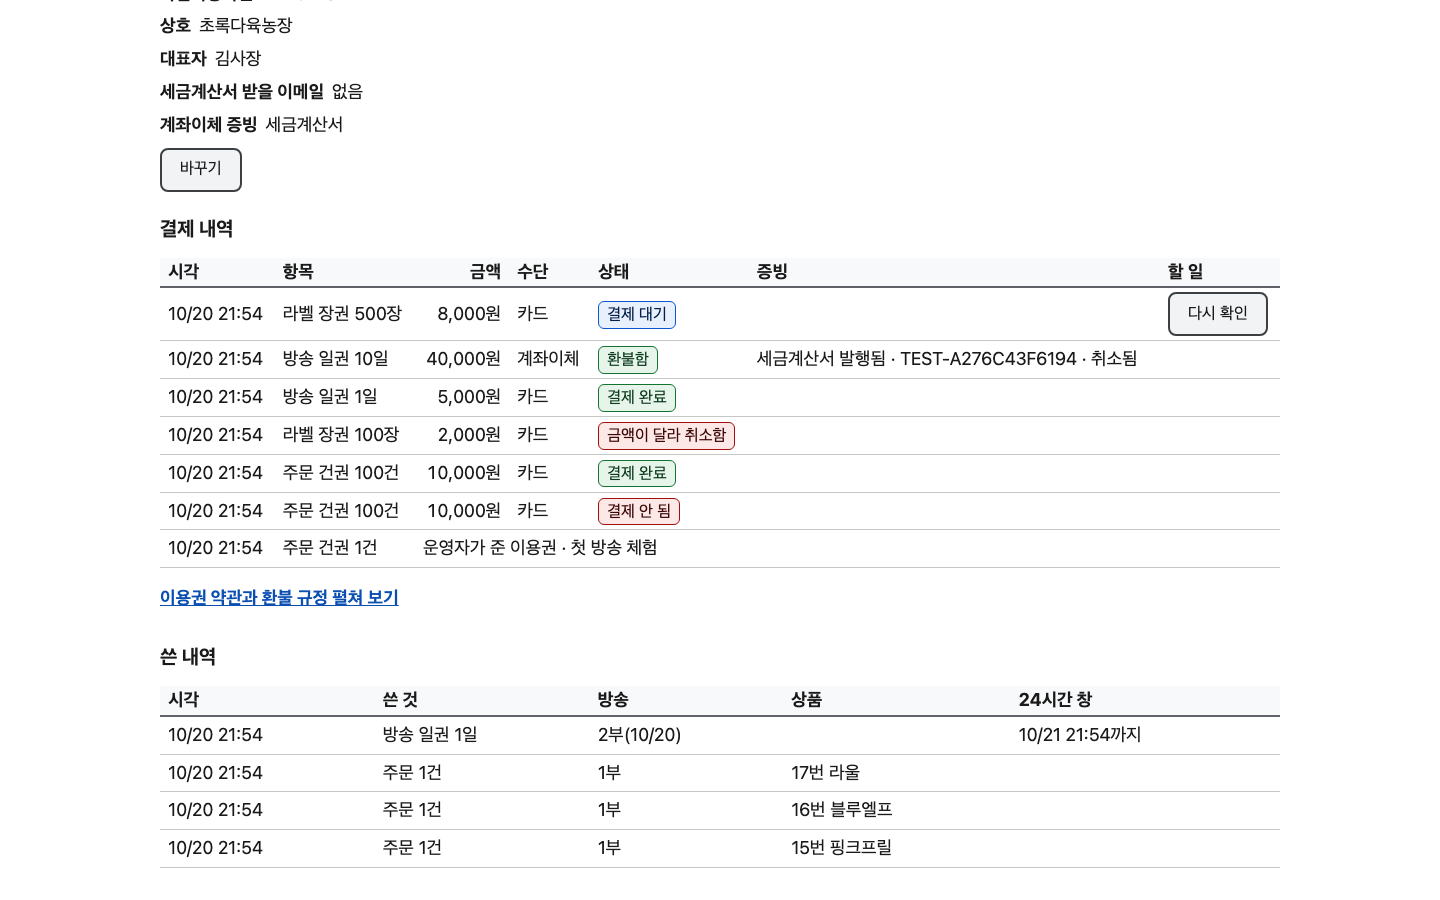 상호 초록다육농장
대표자 김사장
세금계산서 받을 이메일 없음
계좌이체 증빙 세금계산서
바꾸기
결제 내역
시각 항목 금액 수단 상태 증빙 할 일
10/20 21:54 라벨 장권 500장 8,000원 카드 결제 대기 다시 확인
10/20 21:54 방송 일권 10일 40,000원 계좌이체 환불함 세금계산서 발행됨 · TEST-A276C43F6194 · 취소됨
10/20 21:54 방송 일권 1일 5,000원 카드 결제 완료
10/20 21:54 라벨 장권 100장 2,000원 카드 금액이 달라 취소함
10/20 21:54 주문 건권 100건 10,000원 카드 결제 완료
10/20 21:54 주문 건권 100건 10,000원 카드 결제 안 됨
10/20 21:54 주문 건권 1건 운영자가 준 이용권 · 첫 방송 체험
이용권 약관과 환불 규정 펼쳐 보기
쓴 내역
시각 쓴 것 방송 상품 24시간 창
10/20 21:54 방송 일권 1일 2부(10/20) 10/21 21:54까지
10/20 21:54 주문 1건 1부 17번 라울
10/20 21:54 주문 1건 1부 16번 블루엘프
10/20 21:54 주문 1건 1부 15번 핑크프릴